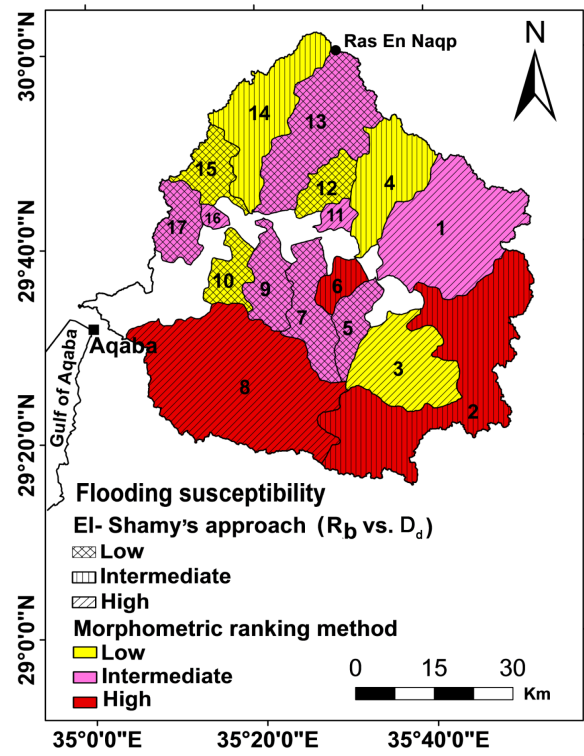 30°0'0"N
29°40'0"N
29°20'0"N
29°0'0"N
Ras En Naqp
N
14
13
15
12
4
1
11
16
17
6
10
9
7
5
3
8
2
Aqaba
Gulf of Aqaba
Flooding susceptibility
El- Shamy's approach (Rb vs. Dd)
Low
Intermediate
High
Morphometric ranking method
Low
Intermediate
High
0 15 30
Km
35°0'0"E 35°20'0"E 35°40'0"E